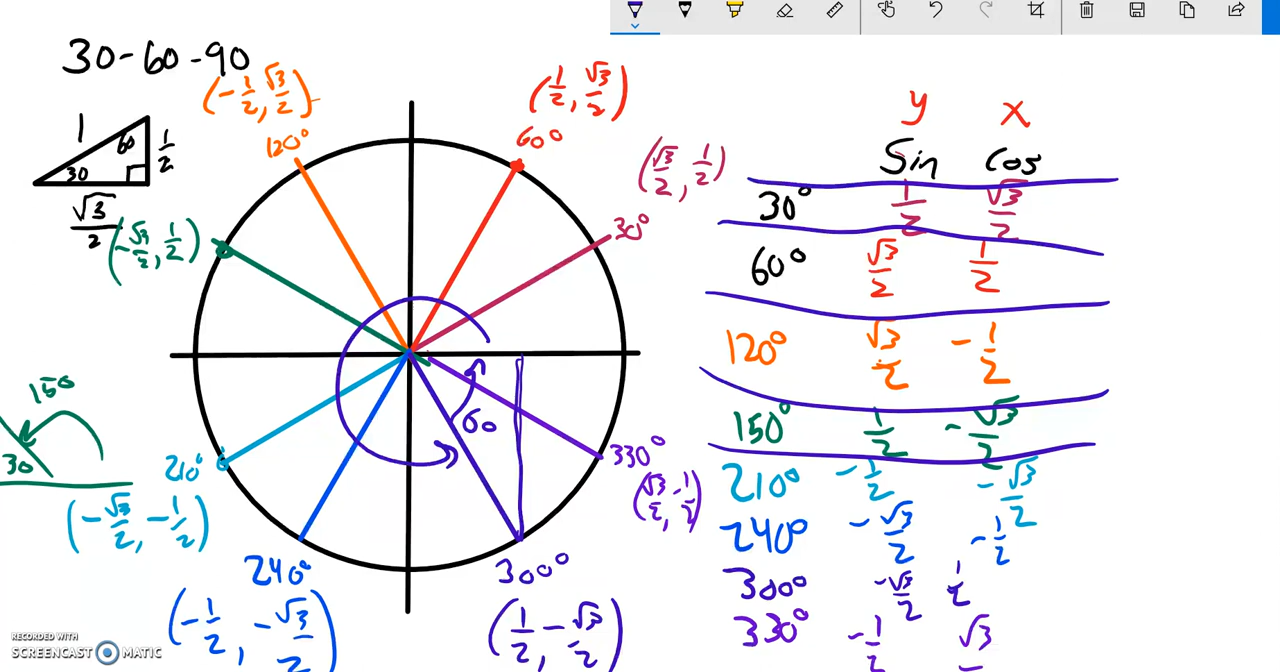 30-60-90
(-1/2, √3/2)
(1/2, √3/2)
y x
120°
60°
Sin Cos
1
60
1/2
30
√3/2
(√3/2, 1/2)
30°
30° 1/2 √3/2
(-√3/2, 1/2)
60° √3/2 1/2
120° √3/2 -1/2
150°
30
60
150° 1/2 -√3/2
210°
330°
210° -1/2 -√3/2
(-√3/2, -1/2)
(√3/2, -1/2)
240° -√3/2 -1/2
240°
300°
300° -√3/2 1/2
(-1/2, -√3/2)
(1/2 -√3/2)
330° -1/2 √3
RECORDED WITH
SCREENCAST MATIC